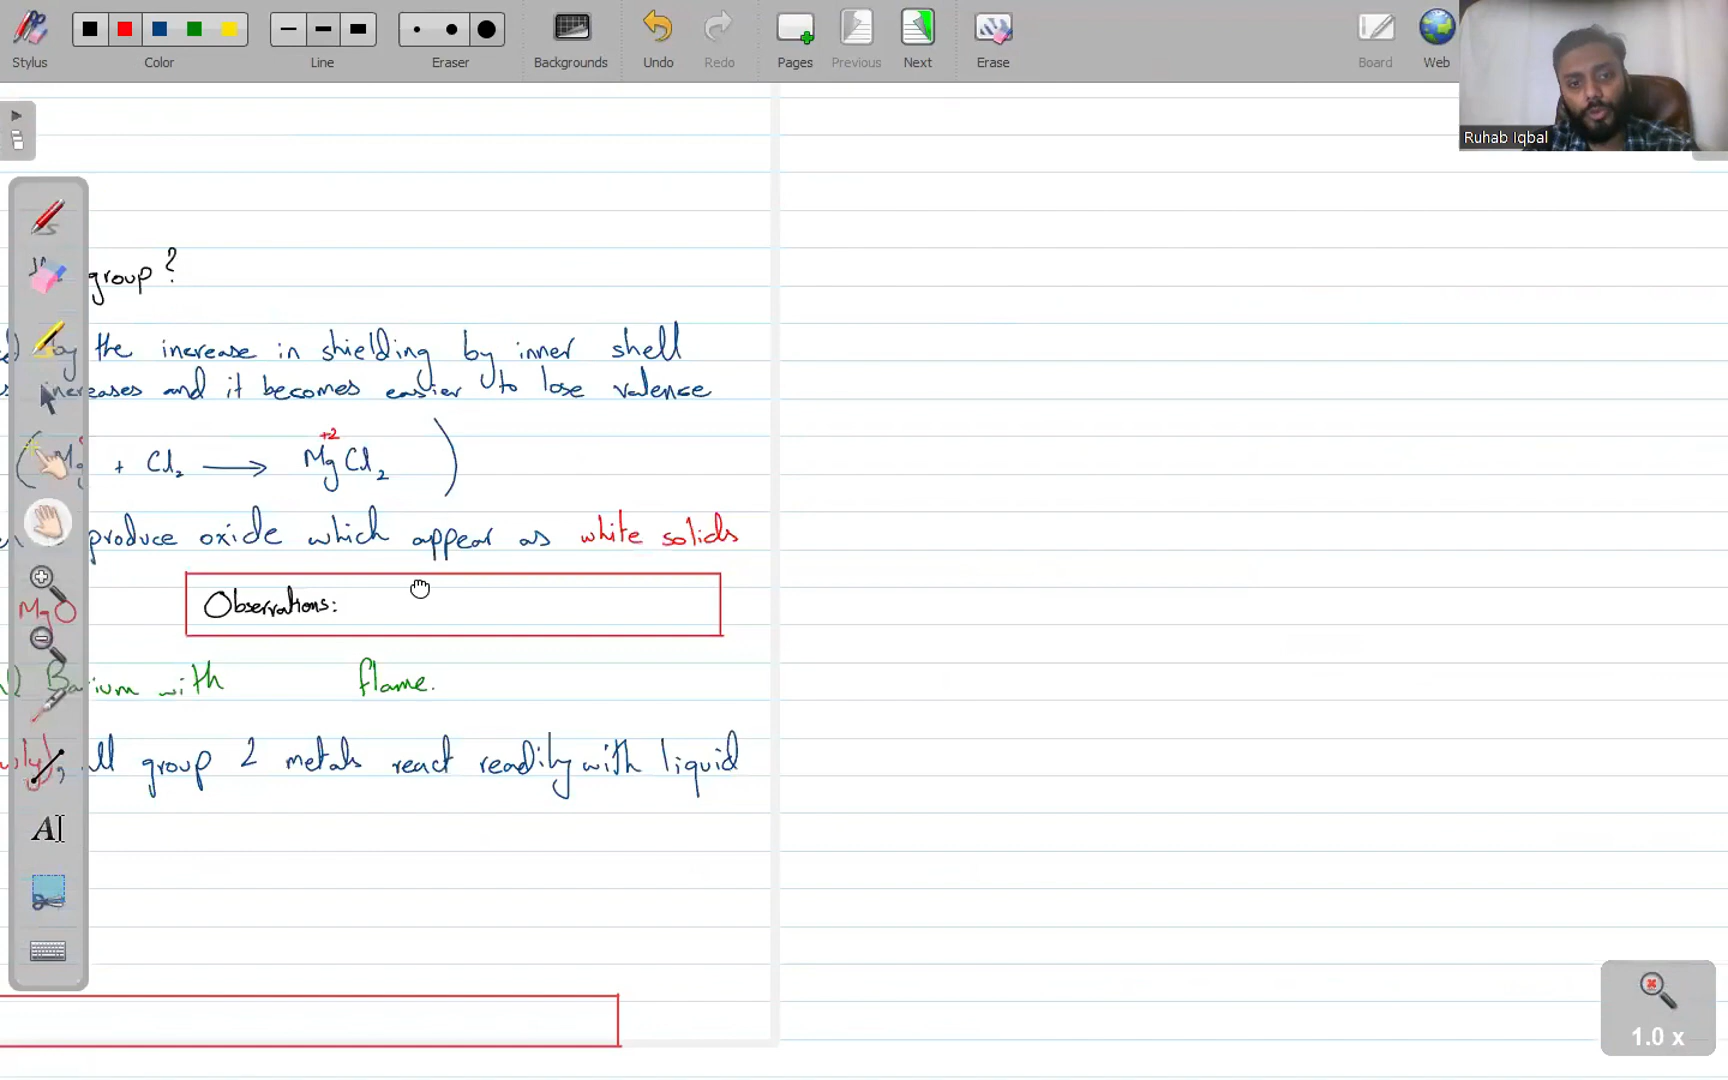 Stylus Color Line Eraser Backgrounds Undo Redo Pages Previous Next Erase Board Web
Ruhab Iqbal
group?
by the increase in shielding by inner shell
increases and it becomes easier to lose valence
+2
Mg + Cl2 → MgCl2
produce oxide which appear as white solids
MgO
Observations:
Barium with flame.
all group 2 metals react readily with liquid
A
1.0 x